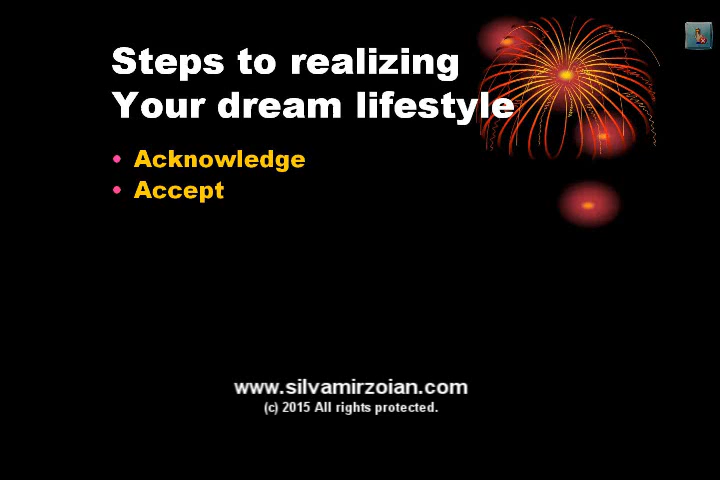 Steps to realizing
Your dream lifestyle
• Acknowledge
• Accept
www.silvamirzoian.com
(c) 2015 All rights protected.